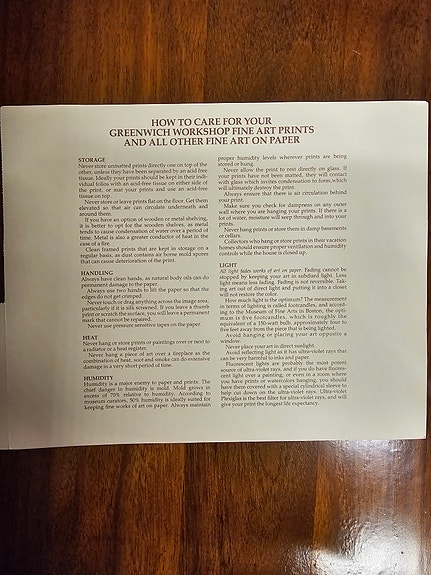 HOW TO CARE FOR YOUR
GREENWICH WORKSHOP FINE ART PRINTS
AND ALL OTHER FINE ART ON PAPER
STORAGE
Never store unmatted prints directly one on top of the
other, unless they have been separated by an acid free
tissue. Ideally your prints should be kept in their indi-
vidual folios with an acid-free tissue on either side of
the print, or mat your prints and use an acid-free
tissue on top.
Never store or leave prints flat on the floor. Get them
elevated so that air can circulate underneath and
around them.
If you have an option of wooden or metal shelving,
it is better to opt for the wooden shelves, as metal
tends to cause condensation of water over a period of
time. Metal is also a greater conductor of heat in the
case of a fire.
Clean framed prints that are kept in storage on a
regular basis, as dust contains air borne mold spores
that can cause deterioration of the print.
HANDLING
Always have clean hands, as natural body oils can do
permanent damage to the paper.
Always use two hands to lift the paper so that the
edges do not get crimped.
Never touch or drag anything across the image area,
particularly if it is silk screened. If you leave a thumb
print or scratch the surface, you will leave a permanent
mark that cannot be repaired.
Never use pressure sensitive tapes on the paper.
HEAT
Never hang or store prints or paintings over or next to
a radiator or a heat register.
Never hang a piece of art over a fireplace as the
combination of heat, soot and smoke can do extensive
damage in a very short period of time.
HUMIDITY
Humidity is a major enemy to paper and prints. The
chief danger in humidity is mold. Mold grows in
excess of 70% relative to humidity. According to
museum curators, 50% humidity is ideally suited for
keeping fine works of art on paper. Always maintain
proper humidity levels wherever prints are being
stored or hung.
Never allow the print to rest directly on glass. If
your prints have not been matted, they will contact
with glass which invites condensation to form, which
will ultimately destroy the print.
Always ensure that there is air circulation behind
your print.
Make sure you check for dampness on any outer
wall where you are hanging your prints. If there is a
lot of water, moisture will seep through and into your
prints.
Never hang prints or store them in damp basements
or cellars.
Collectors who hang or store prints in their vacation
homes should ensure proper ventilation and humidity
controls while the house is closed up.
LIGHT
All light fades works of art on paper. Fading cannot be
stopped by keeping an image in subdued light. Less
light means less fading. Fading is not reversible. Tak-
ing art out of direct light and putting it into a closet
will not restore the color.
How much light is the optimum? The measurement
in terms of lighting is called footcandles, and accord-
ing to the Museum of Fine Arts in Boston, the opti-
mum is five footcandles, which is roughly the
equivalent of a 150-watt bulb, approximately four to
five feet away from the piece that is being lighted.
Avoid hanging or placing your art opposite a
window.
Never place your art in direct sunlight.
Avoid reflecting light as it has ultra-violet rays that
can be very harmful to inks and paper.
Fluorescent lights are probably the most potent
source of ultra-violet rays, and if you do have fluores-
cent light over a painting, or even in a room where
you have prints or watercolors hanging, you should
have them covered with a special cylindrical sleeve to
help cut down on the ultra-violet rays. Ultra-violet
Plexiglas is the best filter for ultra-violet rays, and will
give your print the longest life expectancy.